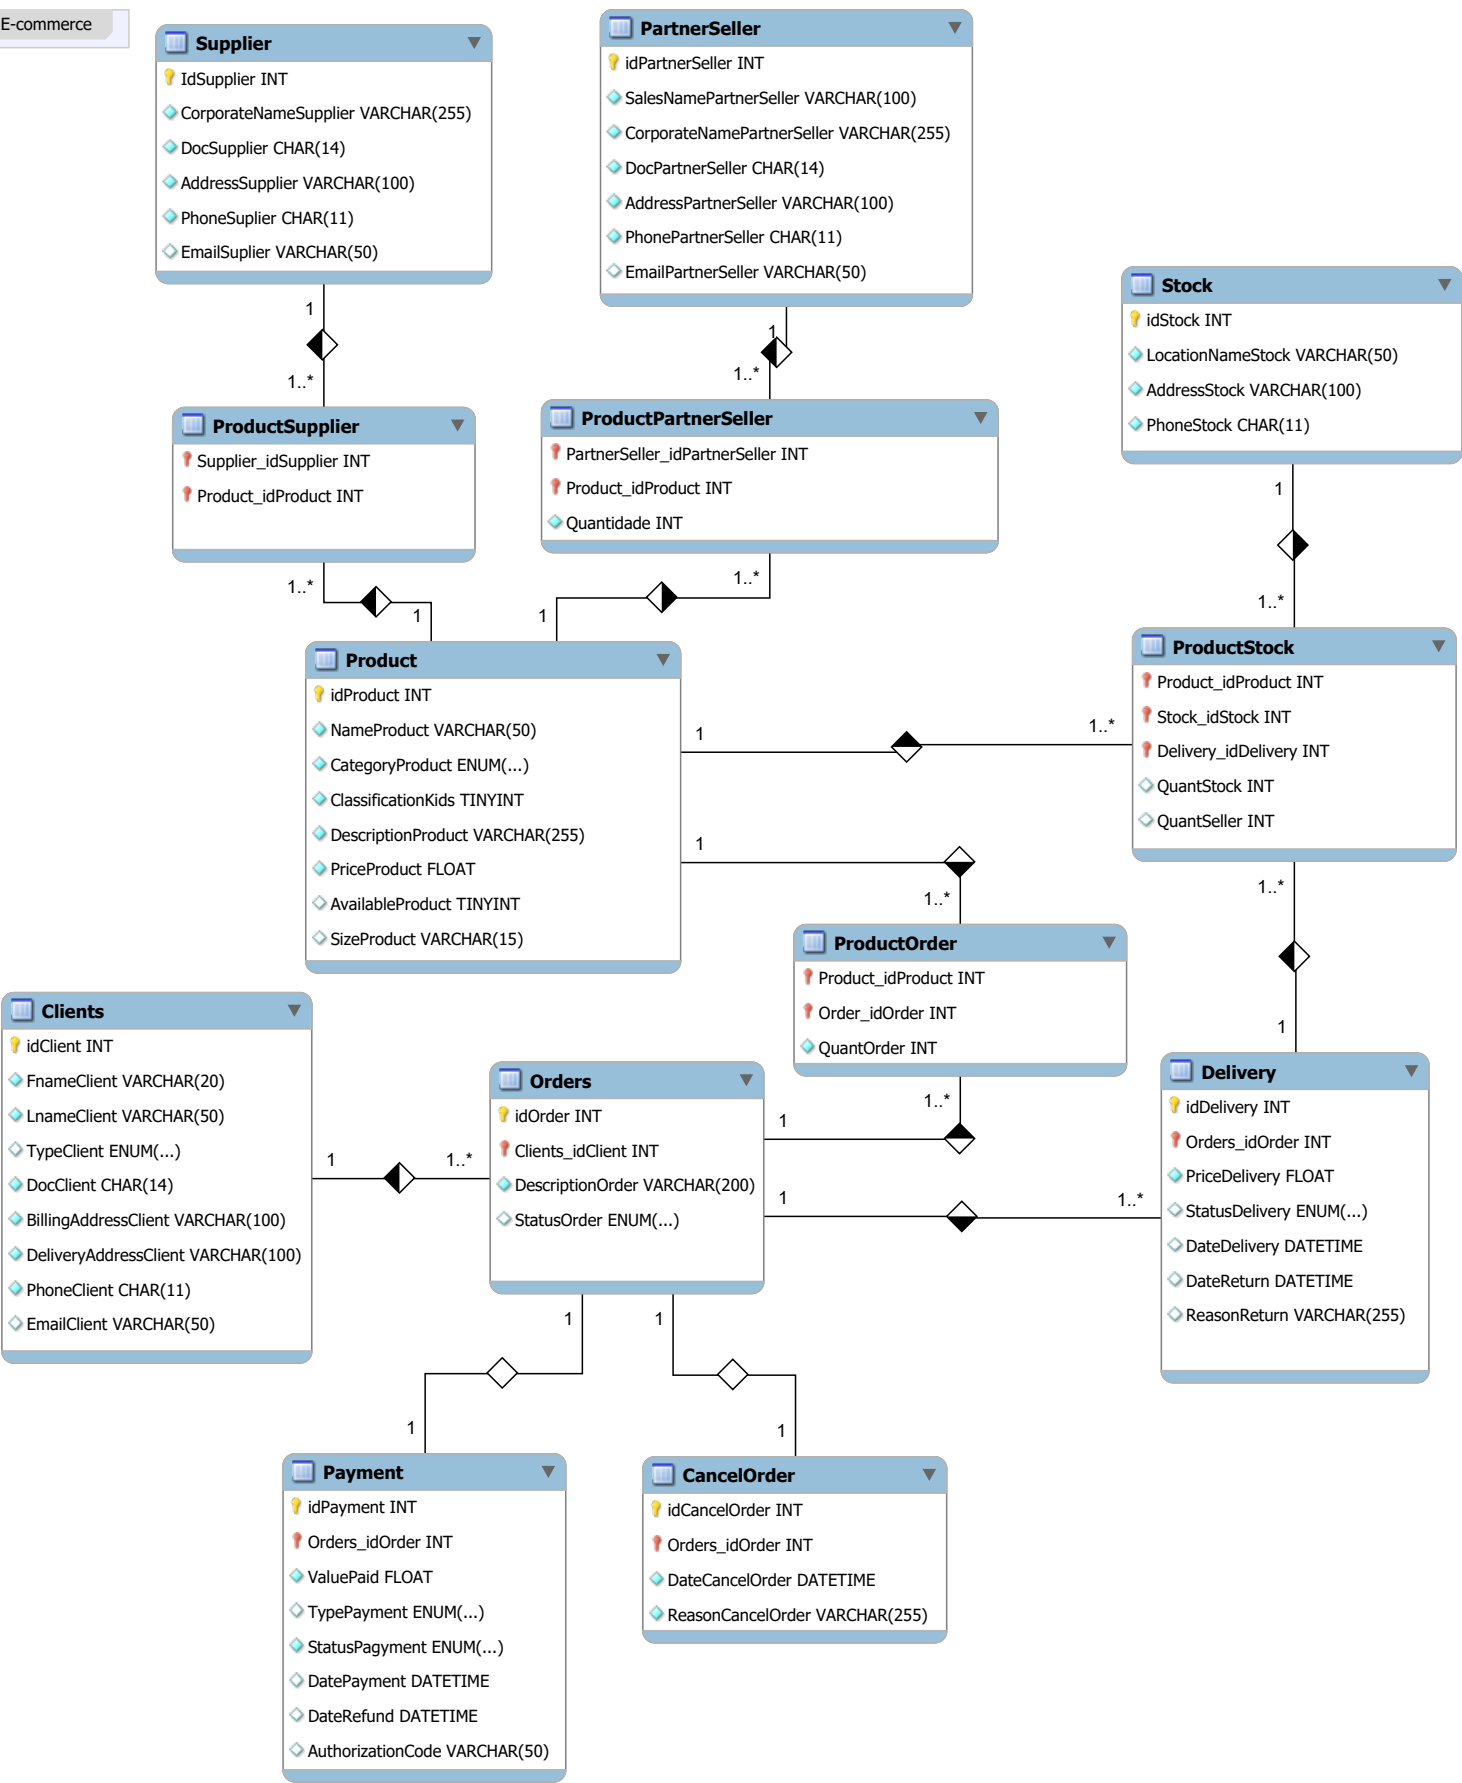 E-commerce
Supplier
IdSupplier INT
CorporateNameSupplier VARCHAR(255)
DocSupplier CHAR(14)
AddressSupplier VARCHAR(100)
PhoneSuplier CHAR(11)
EmailSuplier VARCHAR(50)
PartnerSeller
idPartnerSeller INT
SalesNamePartnerSeller VARCHAR(100)
CorporateNamePartnerSeller VARCHAR(255)
DocPartnerSeller CHAR(14)
AddressPartnerSeller VARCHAR(100)
PhonePartnerSeller CHAR(11)
EmailPartnerSeller VARCHAR(50)
Stock
idStock INT
LocationNameStock VARCHAR(50)
AddressStock VARCHAR(100)
PhoneStock CHAR(11)
1
1..*
1
1..*
1
1..*
ProductSupplier
Supplier_idSupplier INT
Product_idProduct INT
ProductPartnerSeller
PartnerSeller_idPartnerSeller INT
Product_idProduct INT
Quantidade INT
1..*
1
1..*
1
Product
idProduct INT
NameProduct VARCHAR(50)
CategoryProduct ENUM(...)
ClassificationKids TINYINT
DescriptionProduct VARCHAR(255)
PriceProduct FLOAT
AvailableProduct TINYINT
SizeProduct VARCHAR(15)
1
1..*
ProductStock
Product_idProduct INT
Stock_idStock INT
Delivery_idDelivery INT
QuantStock INT
QuantSeller INT
1
1..*
1..*
1
ProductOrder
Product_idProduct INT
Order_idOrder INT
QuantOrder INT
1..*
1
Clients
idClient INT
FnameClient VARCHAR(20)
LnameClient VARCHAR(50)
TypeClient ENUM(...)
DocClient CHAR(14)
BillingAddressClient VARCHAR(100)
DeliveryAddressClient VARCHAR(100)
PhoneClient CHAR(11)
EmailClient VARCHAR(50)
1
1..*
Orders
idOrder INT
Clients_idClient INT
DescriptionOrder VARCHAR(200)
StatusOrder ENUM(...)
1
1..*
Delivery
idDelivery INT
Orders_idOrder INT
PriceDelivery FLOAT
StatusDelivery ENUM(...)
DateDelivery DATETIME
DateReturn DATETIME
ReasonReturn VARCHAR(255)
1
1
1
1
Payment
idPayment INT
Orders_idOrder INT
ValuePaid FLOAT
TypePayment ENUM(...)
StatusPagyment ENUM(...)
DatePayment DATETIME
DateRefund DATETIME
AuthorizationCode VARCHAR(50)
CancelOrder
idCancelOrder INT
Orders_idOrder INT
DateCancelOrder DATETIME
ReasonCancelOrder VARCHAR(255)